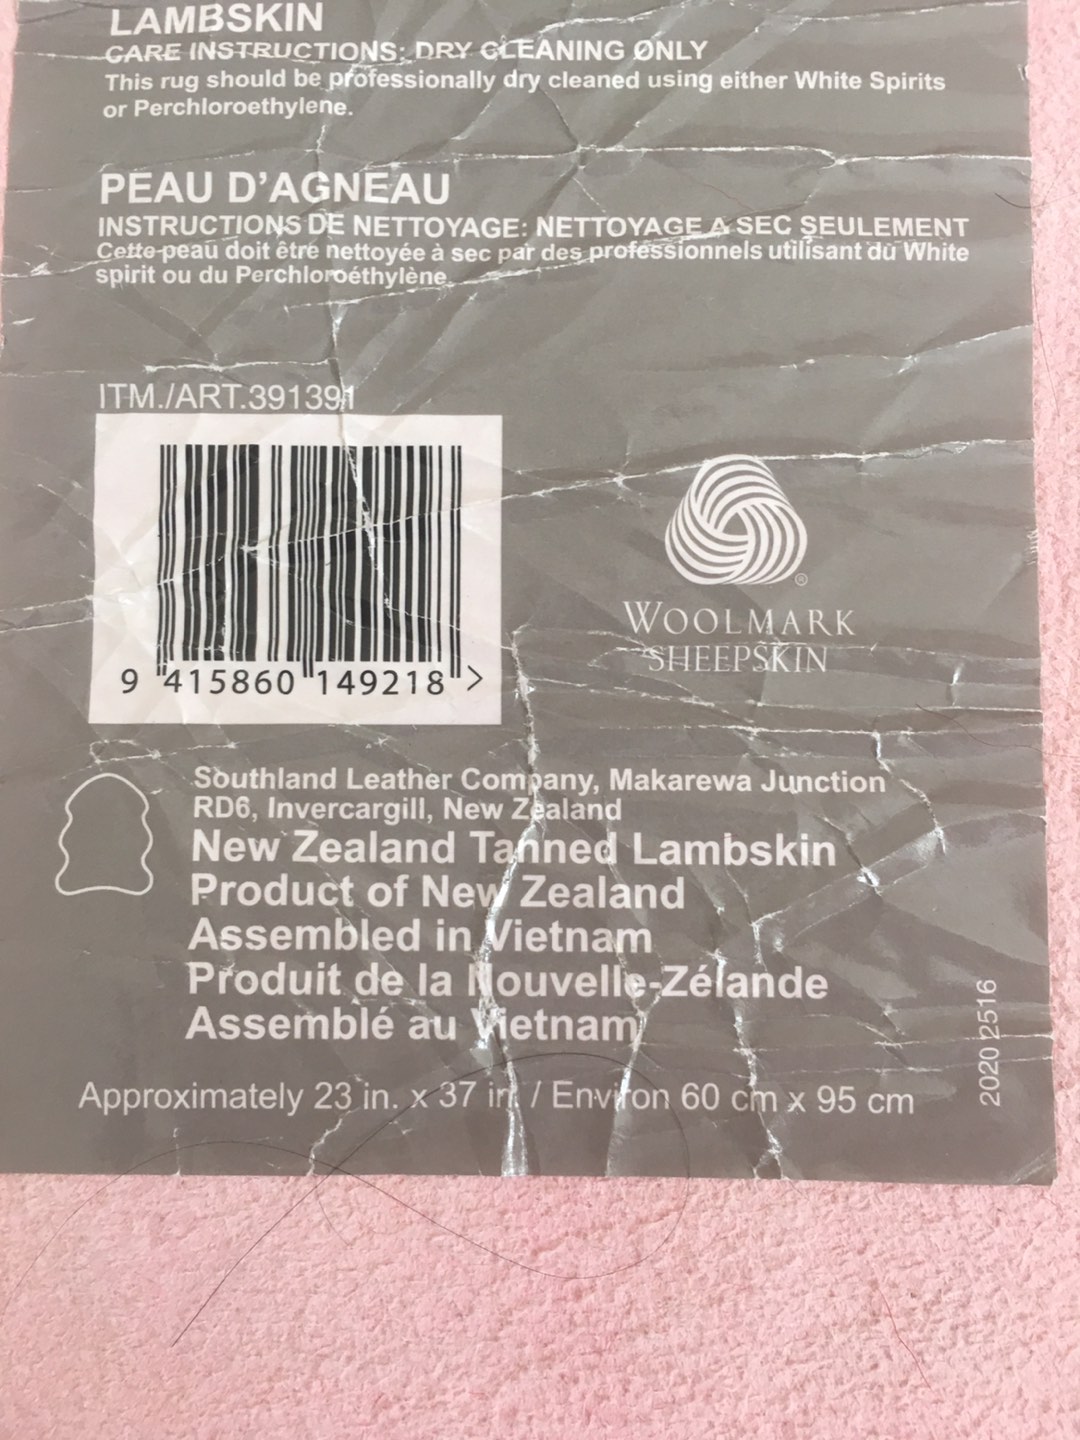 LAMBSKIN
CARE INSTRUCTIONS: DRY CLEANING ONLY
This rug should be professionally dry cleaned using either White Spirits
or Perchloroethylene.
PEAU D'AGNEAU
INSTRUCTIONS DE NETTOYAGE: NETTOYAGE A SEC SEULEMENT
Cette peau doit être nettoyée à sec par des professionnels utilisant du White
spirit ou du Perchloroéthylène.
ITM./ART.391391
9 415860 149218 >
®
WOOLMARK
SHEEPSKIN
Southland Leather Company, Makarewa Junction
RD6, Invercargill, New Zealand
New Zealand Tanned Lambskin
Product of New Zealand
Assembled in Vietnam
Produit de la Nouvelle-Zélande
Assemblé au Vietnam
2020 2516
Approximately 23 in. x 37 in. / Environ 60 cm x 95 cm